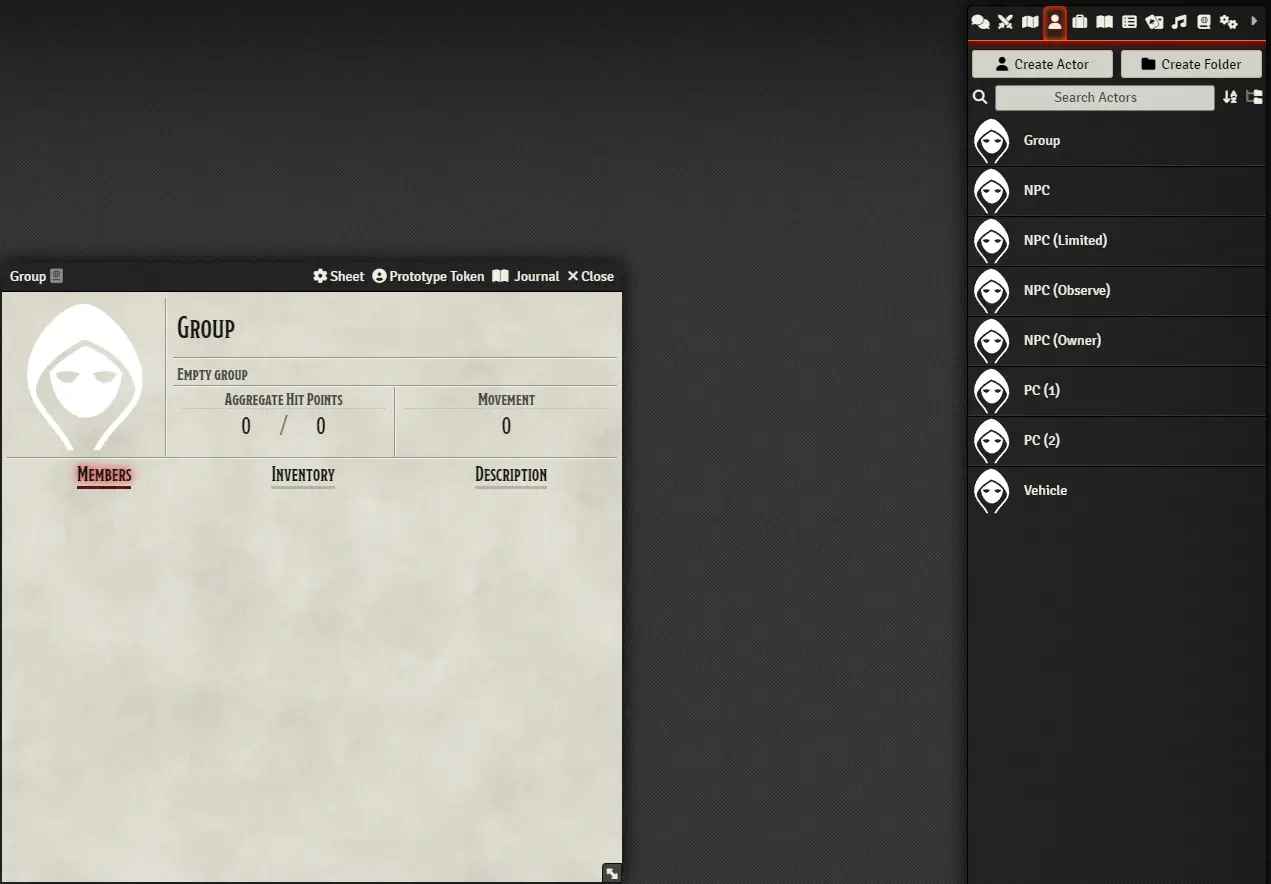 Create Actor Create Folder
Search Actors
Group
NPC
NPC (Limited)
NPC (Observe)
NPC (Owner)
PC (1)
PC (2)
Vehicle
Group Sheet Prototype Token Journal Close
Group
Empty group
Aggregate Hit Points Movement
0 / 0 0
Members Inventory Description